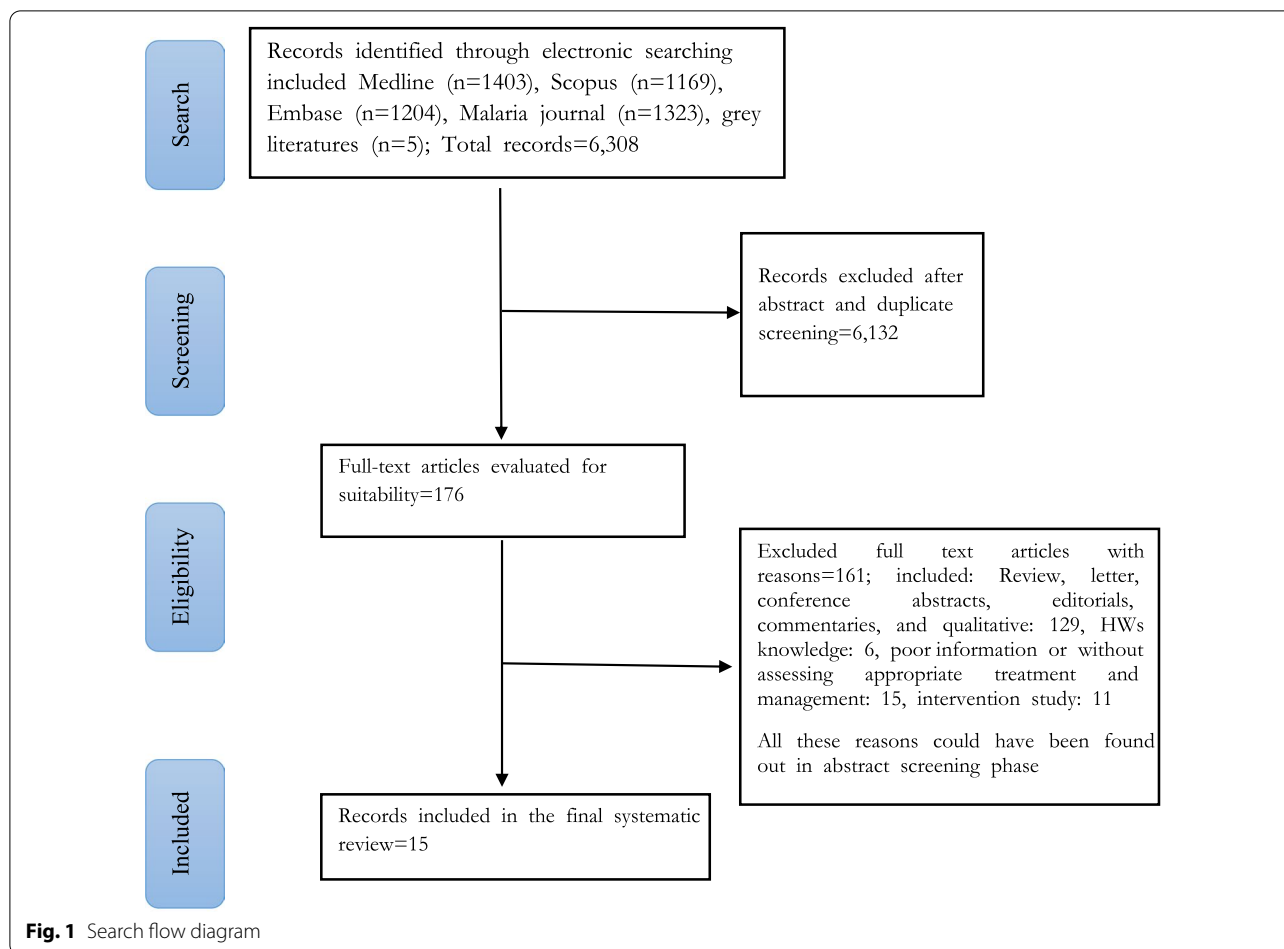 Search
Records identified through electronic searching
included Medline (n=1403), Scopus (n=1169),
Embase (n=1204), Malaria journal (n=1323), grey
literatures (n=5); Total records=6,308
Screening
Records excluded after
abstract and duplicate
screening=6,132
Full-text articles evaluated for
suitability=176
Eligibility
Excluded full text articles with
reasons=161; included: Review, letter,
conference abstracts, editorials,
commentaries, and qualitative: 129, HWs
knowledge: 6, poor information or without
assessing appropriate treatment and
management: 15, intervention study: 11
All these reasons could have been found
out in abstract screening phase
Included
Records included in the final systematic
review=15
Fig. 1 Search flow diagram